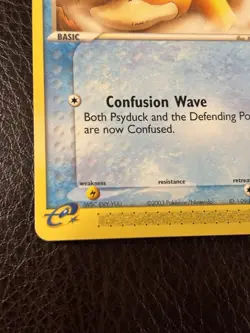 BASIC
Confusion Wave
Both Psyduck and the Defending Po
are now Confused.
weakness resistance retrea
©2003 Pokémon/Nintendo
e